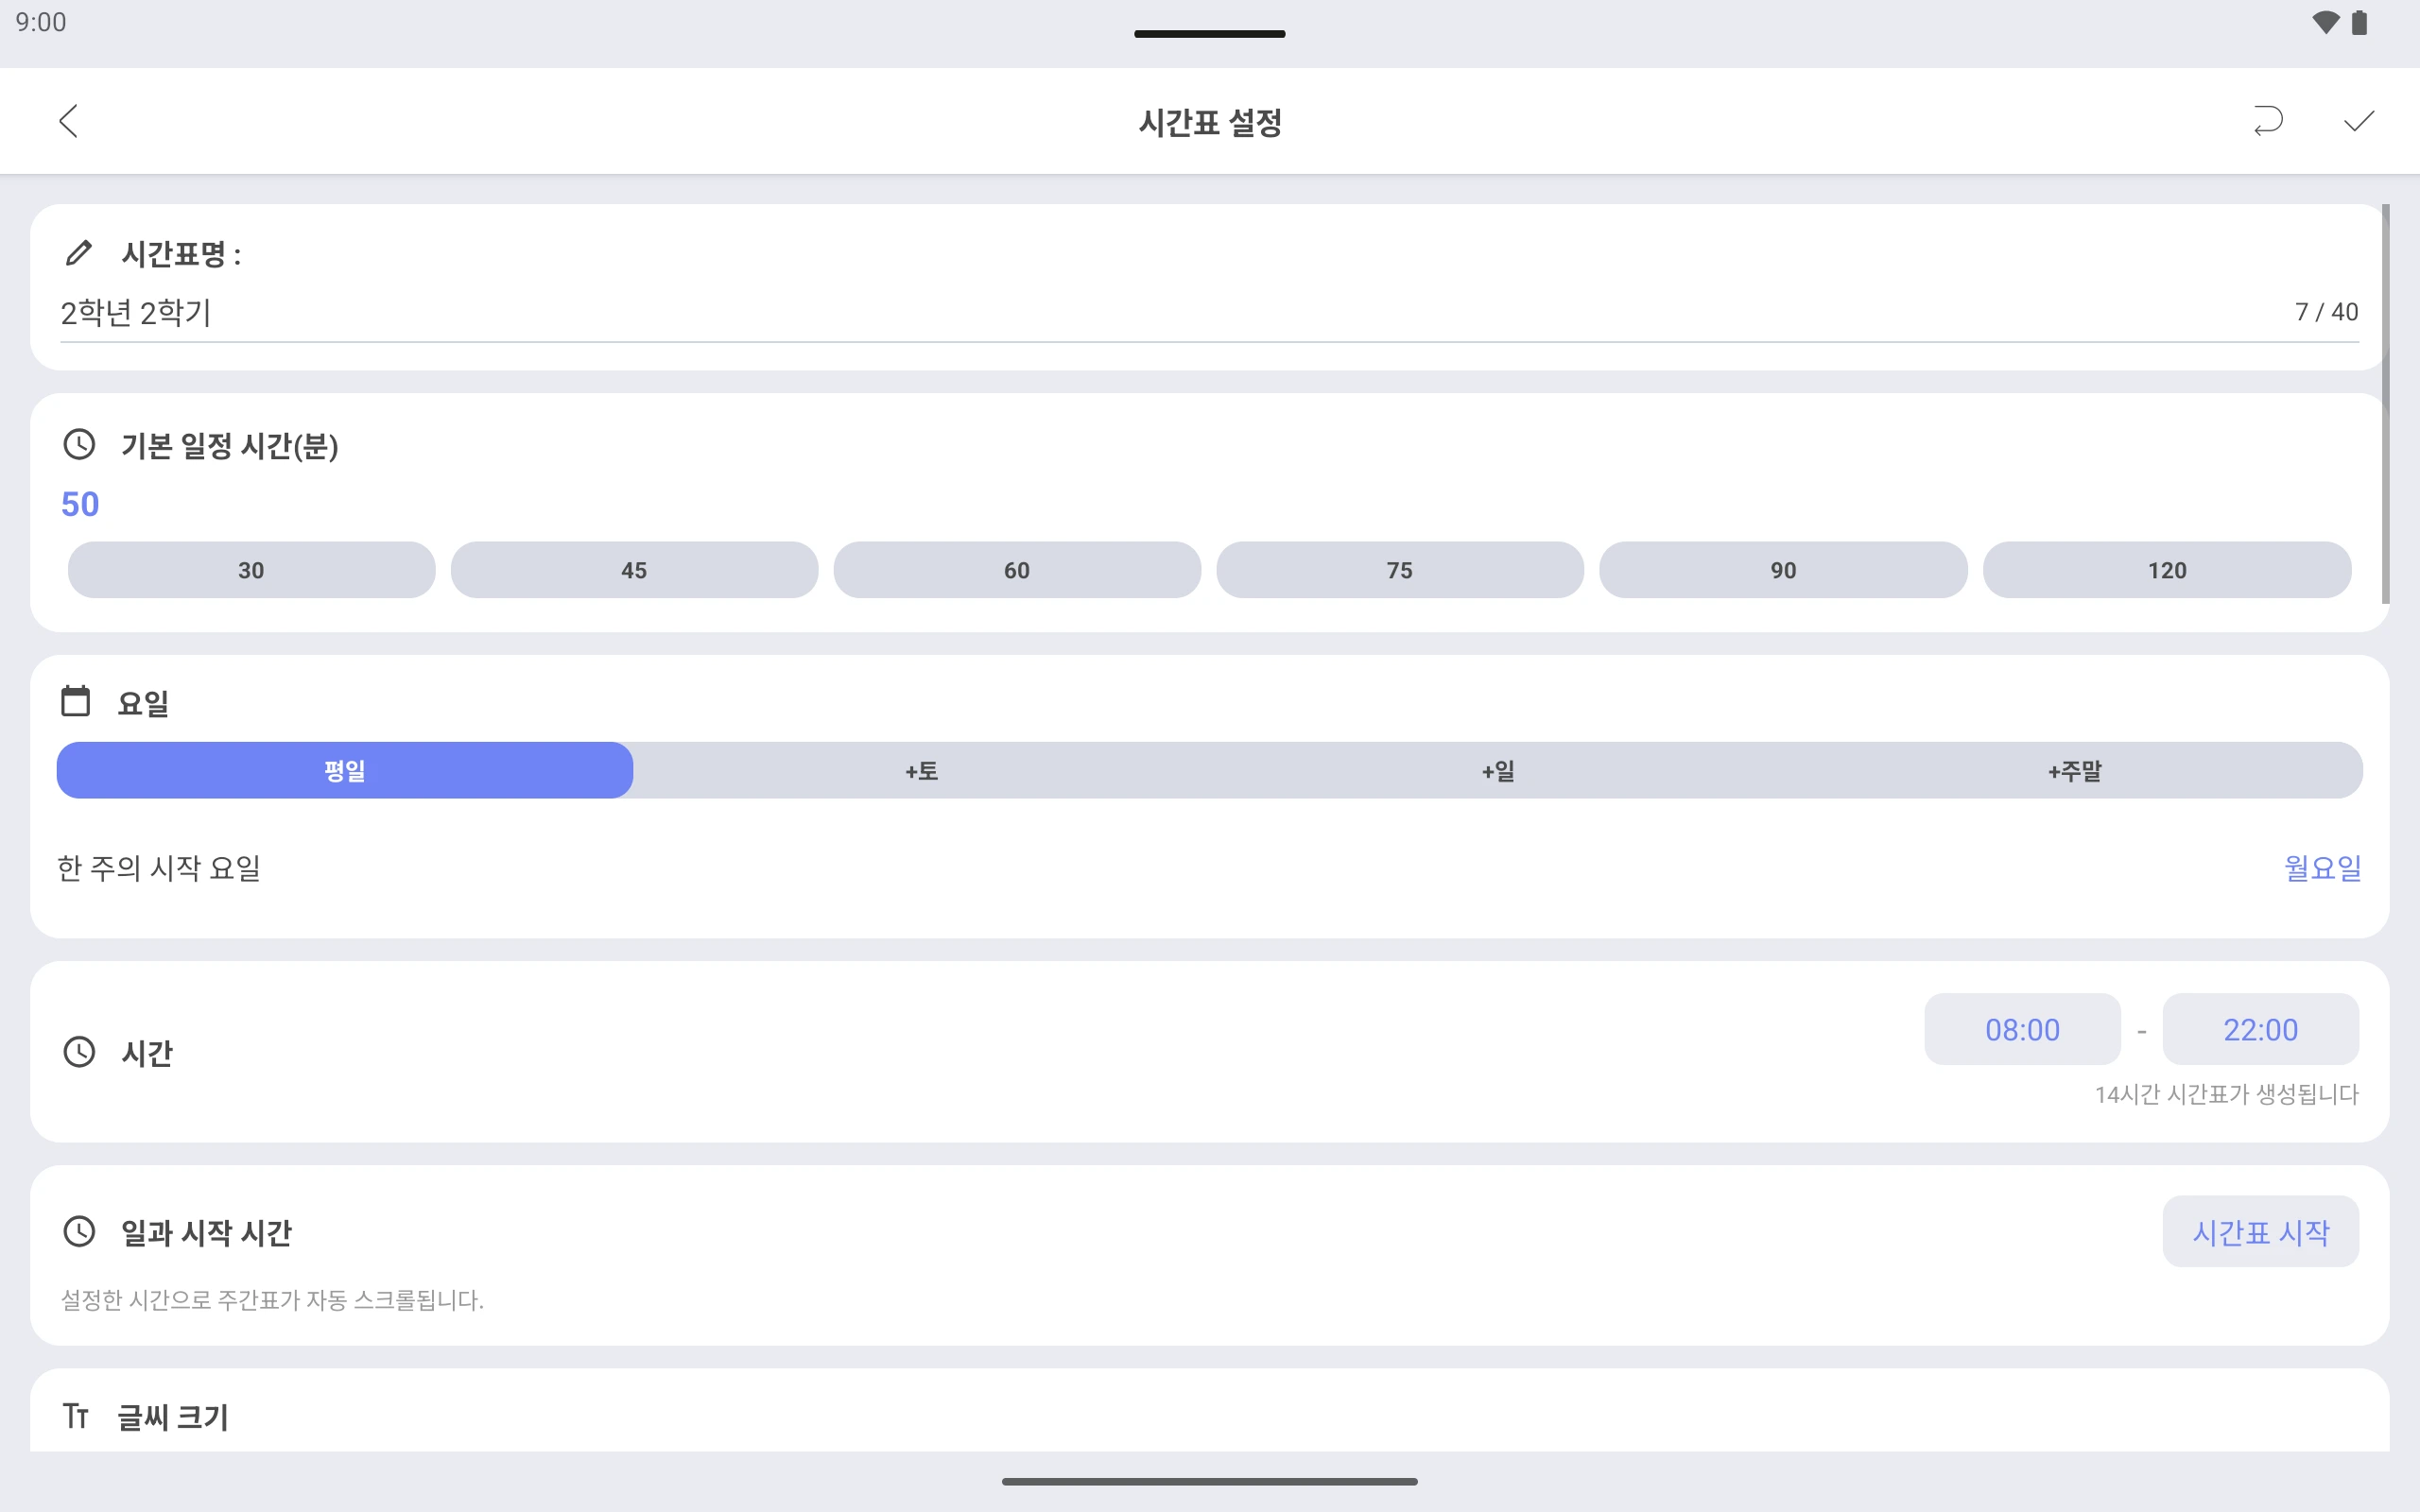 9:00
시간표 설정
시간표명 :
2학년 2학기
7 / 40
기본 일정 시간(분)
50
30 45 60 75 90 120
요일
평일 +토 +일 +주말
한 주의 시작 요일 월요일
시간
08:00 - 22:00
14시간 시간표가 생성됩니다
일과 시작 시간
시간표 시작
설정한 시간으로 주간표가 자동 스크롤됩니다.
글씨 크기